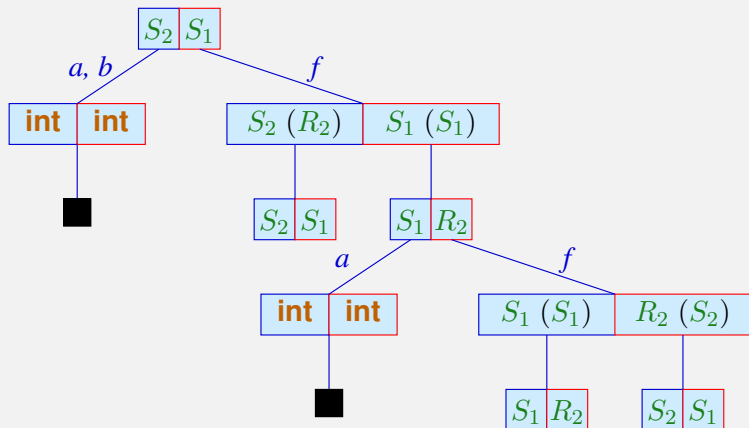 S₂ S₁
a, b f
int int S₂ (R₂) S₁ (S₁)
S₂ S₁ S₁ R₂
a f
int int S₁ (S₁) R₂ (S₂)
S₁ R₂ S₂ S₁